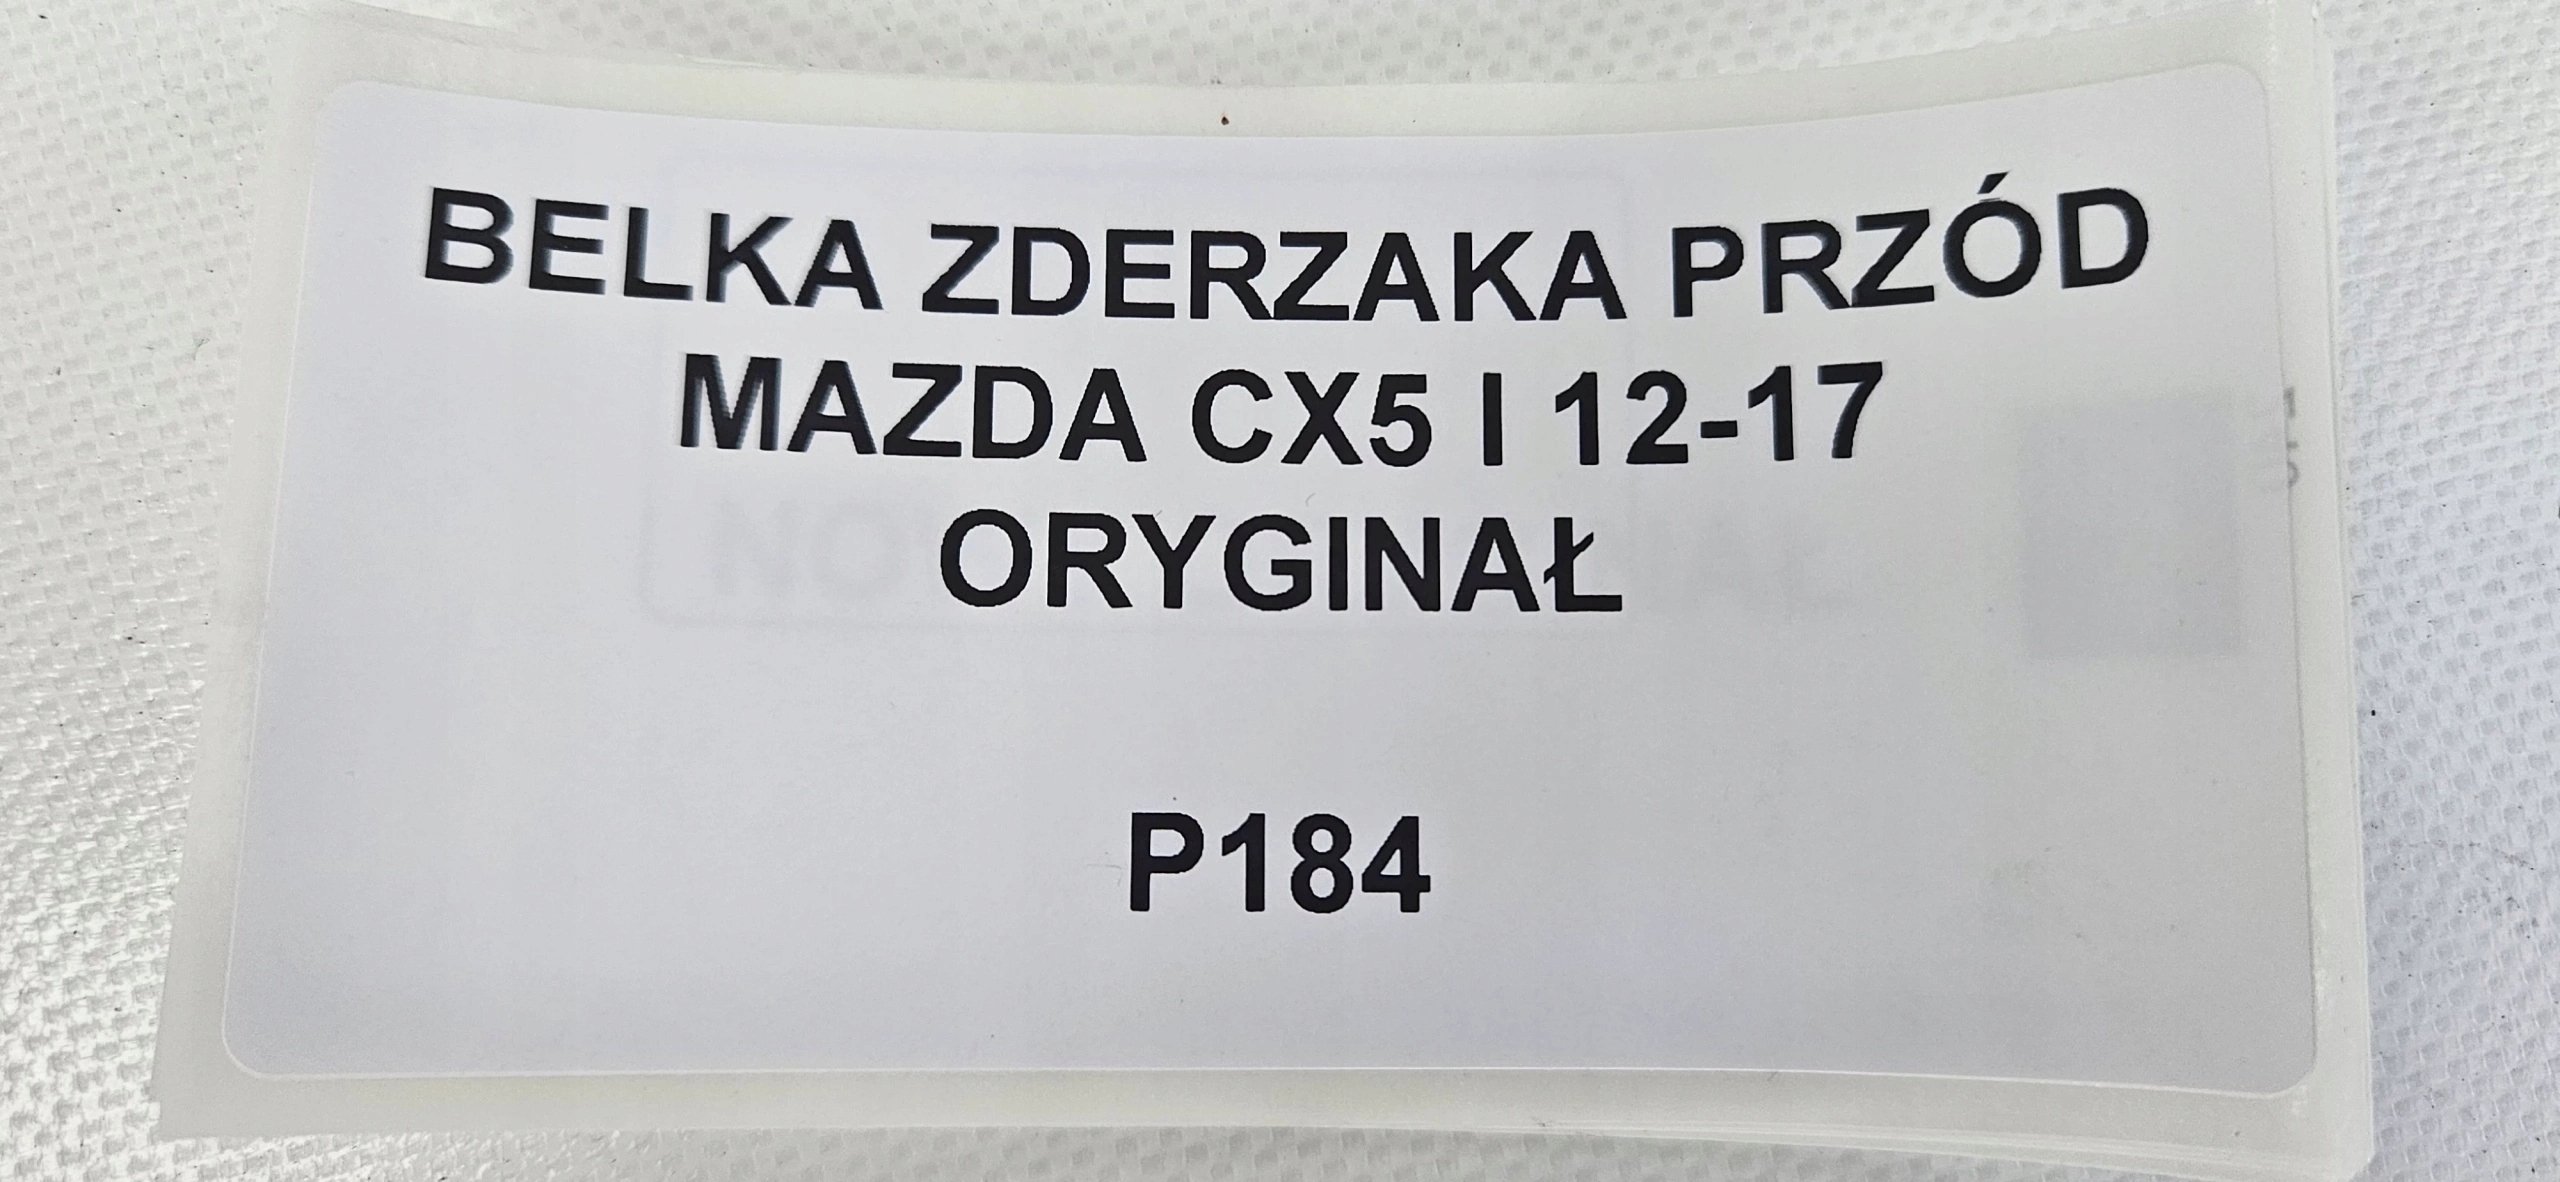 BELKA ZDERZAKA PRZÓD
MAZDA CX5 I 12-17
ORYGINAŁ
P184